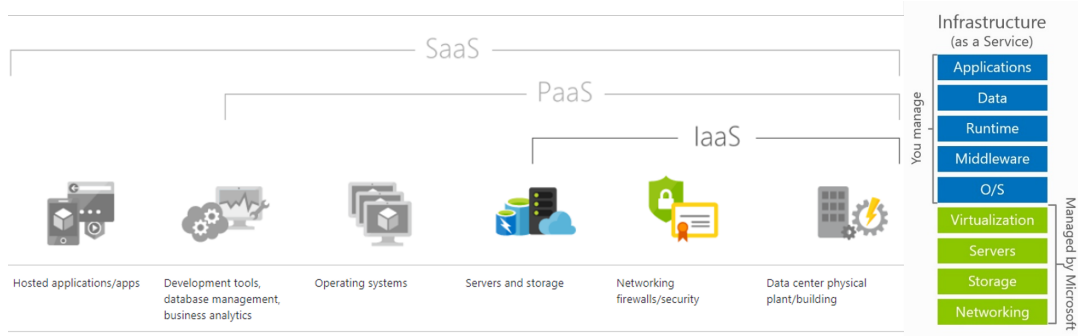 SaaS
PaaS
IaaS
Hosted applications/apps
Development tools,
database management,
business analytics
Operating systems
Servers and storage
Networking
firewalls/security
Data center physical
plant/building
Infrastructure
(as a Service)
You manage
Applications
Data
Runtime
Middleware
O/S
Virtualization
Servers
Storage
Networking
Managed by Microsoft